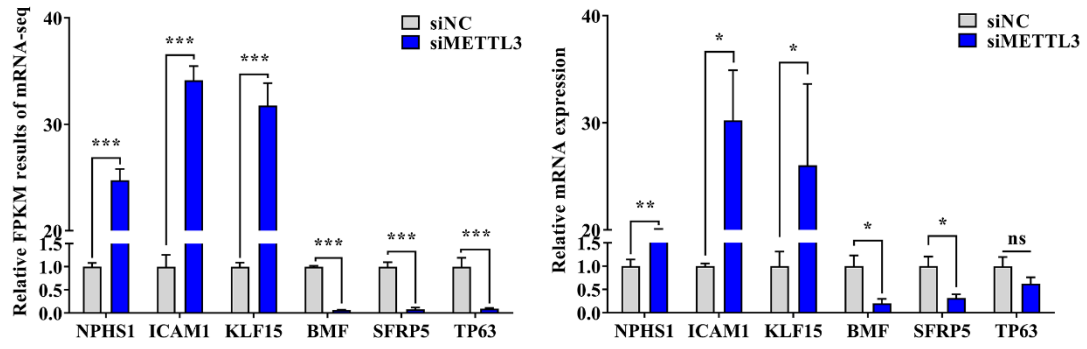 Relative FPKM results of mRNA-seq
40
30
20
1.5
1.0
0.5
0.0
siNC
siMETTL3
***
***
***
***
***
***
NPHS1 ICAM1 KLF15 BMF SFRP5 TP63
Relative mRNA expression
40
30
20
1.5
1.0
0.5
0.0
siNC
siMETTL3
**
*
*
*
*
ns
NPHS1 ICAM1 KLF15 BMF SFRP5 TP63